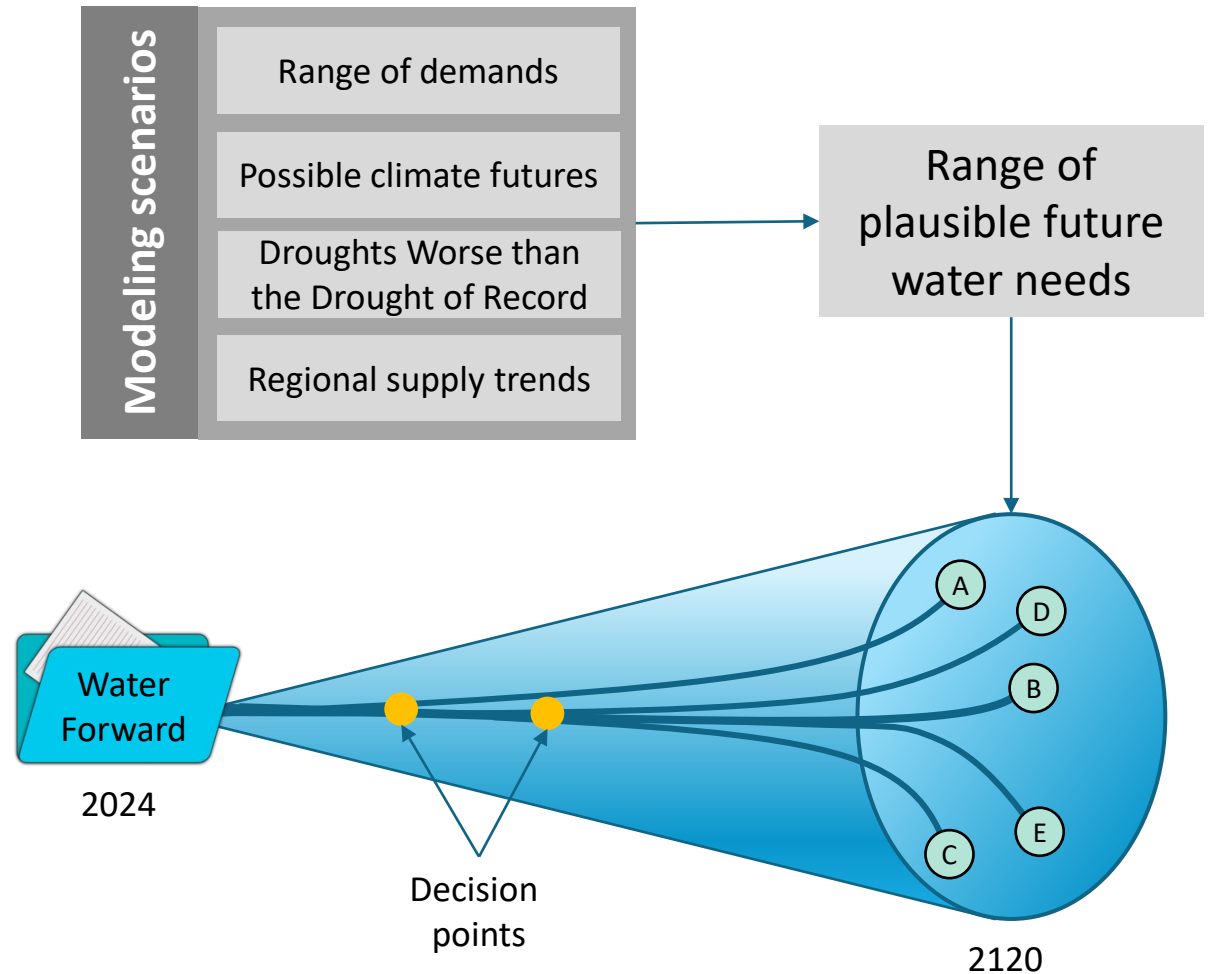 Modeling scenarios
Range of demands
Possible climate futures
Droughts Worse than
the Drought of Record
Regional supply trends
Range of
plausible future
water needs
Water
Forward
2024
A
D
B
E
C
Decision
points
2120